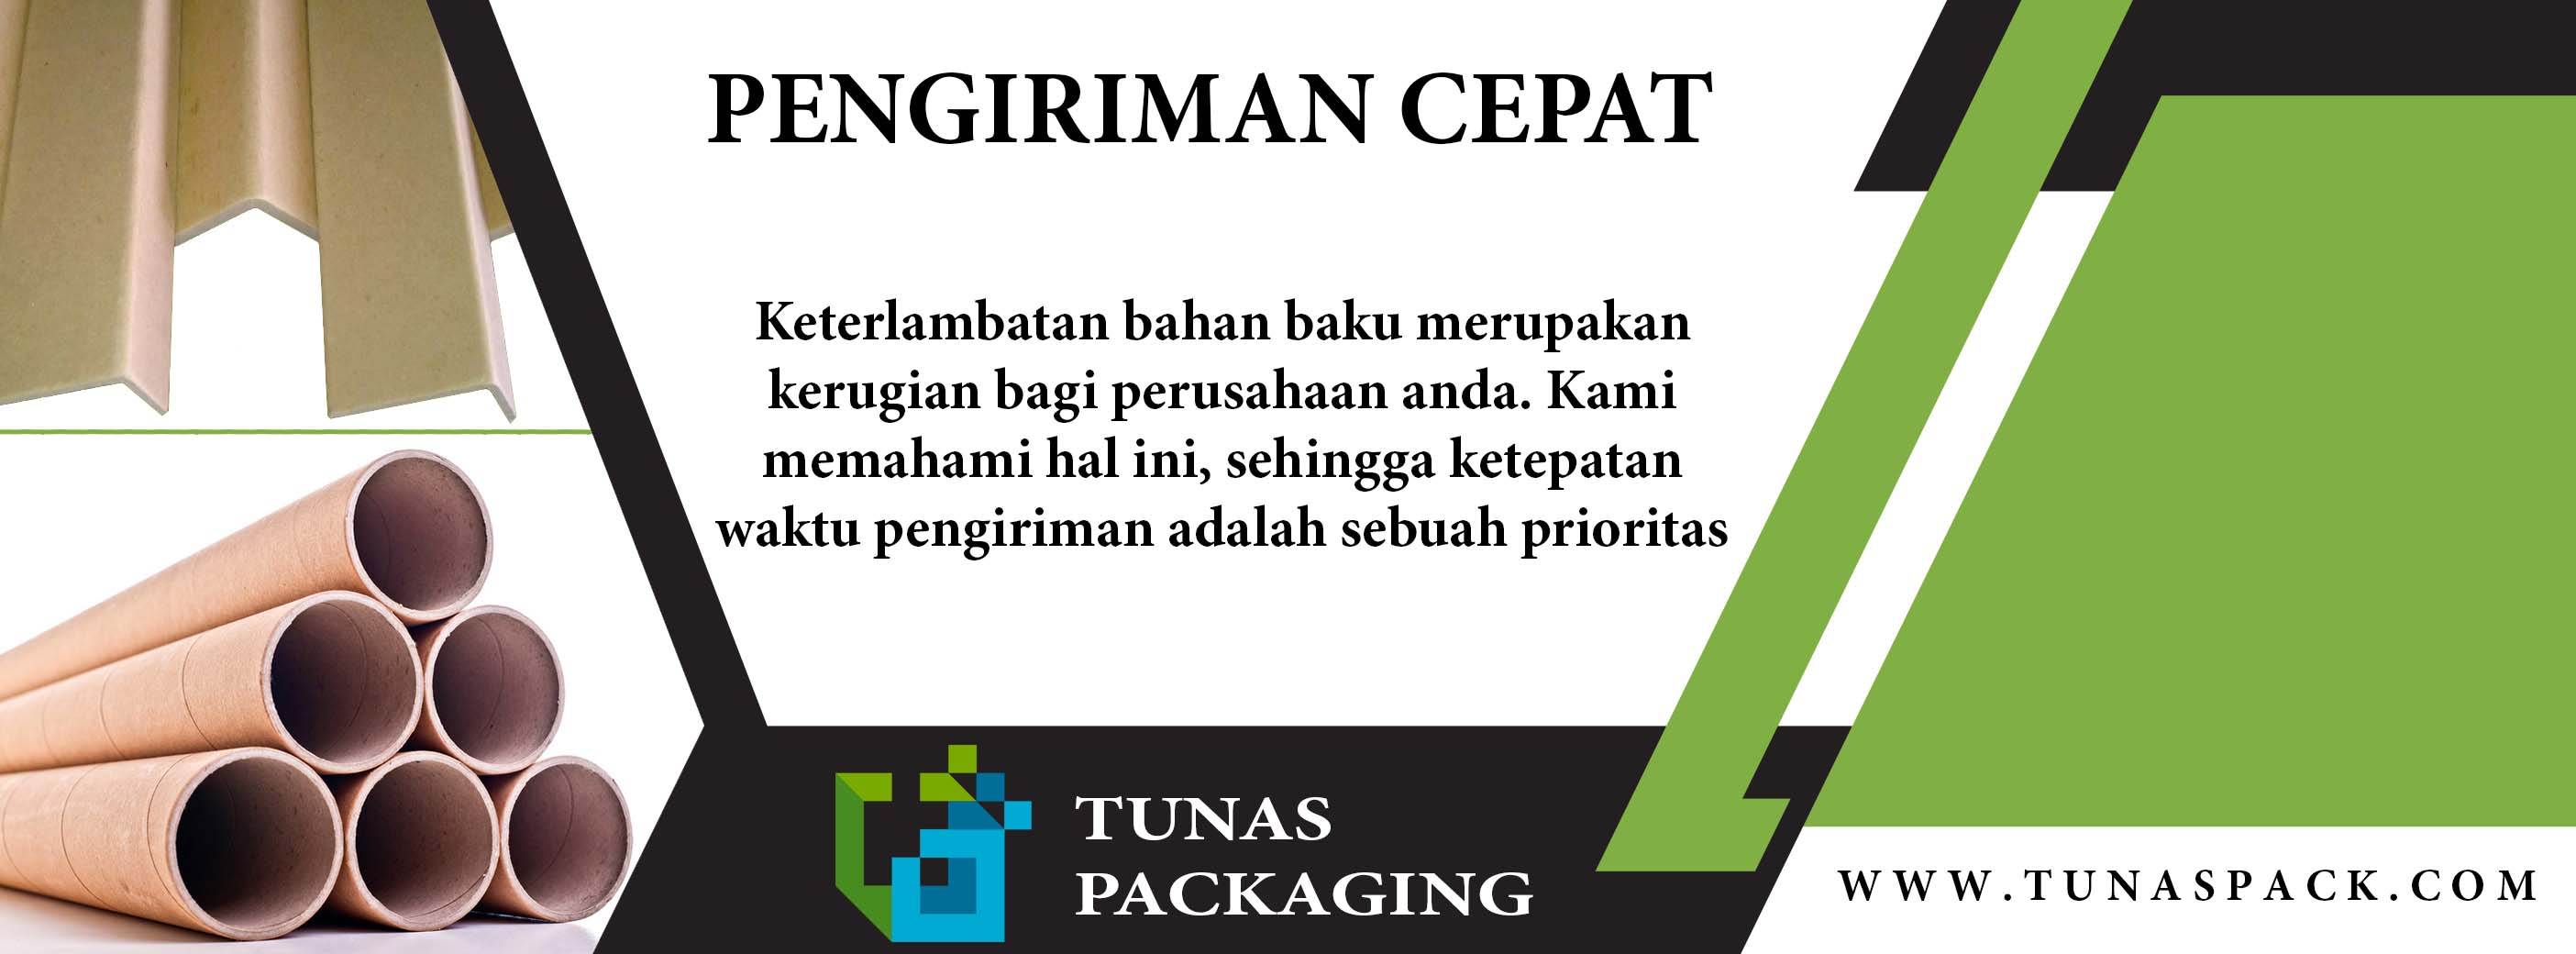 PENGIRIMAN CEPAT
Keterlambatan bahan baku merupakan
kerugian bagi perusahaan anda. Kami
memahami hal ini, sehingga ketepatan
waktu pengiriman adalah sebuah prioritas
TUNAS
PACKAGING
WWW.TUNASPACK.COM